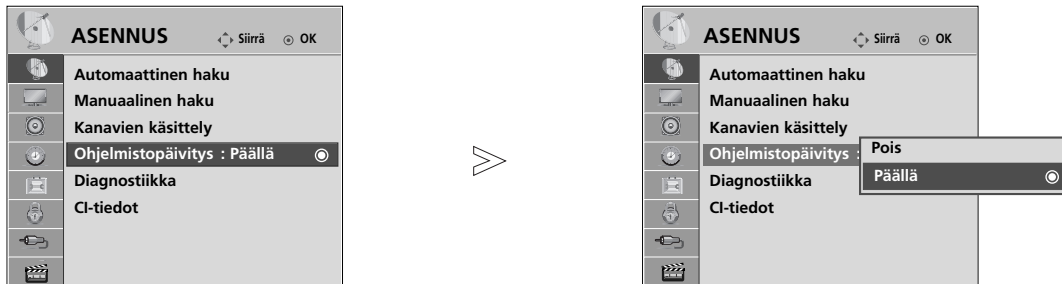 ASENNUS Siirrä OK
Automaattinen haku
Manuaalinen haku
Kanavien käsittely
Ohjelmistopäivitys : Päällä
Diagnostiikka
CI-tiedot
ASENNUS Siirrä OK
Automaattinen haku
Manuaalinen haku
Kanavien käsittely
Ohjelmistopäivitys :
Pois
Päällä
Diagnostiikka
CI-tiedot